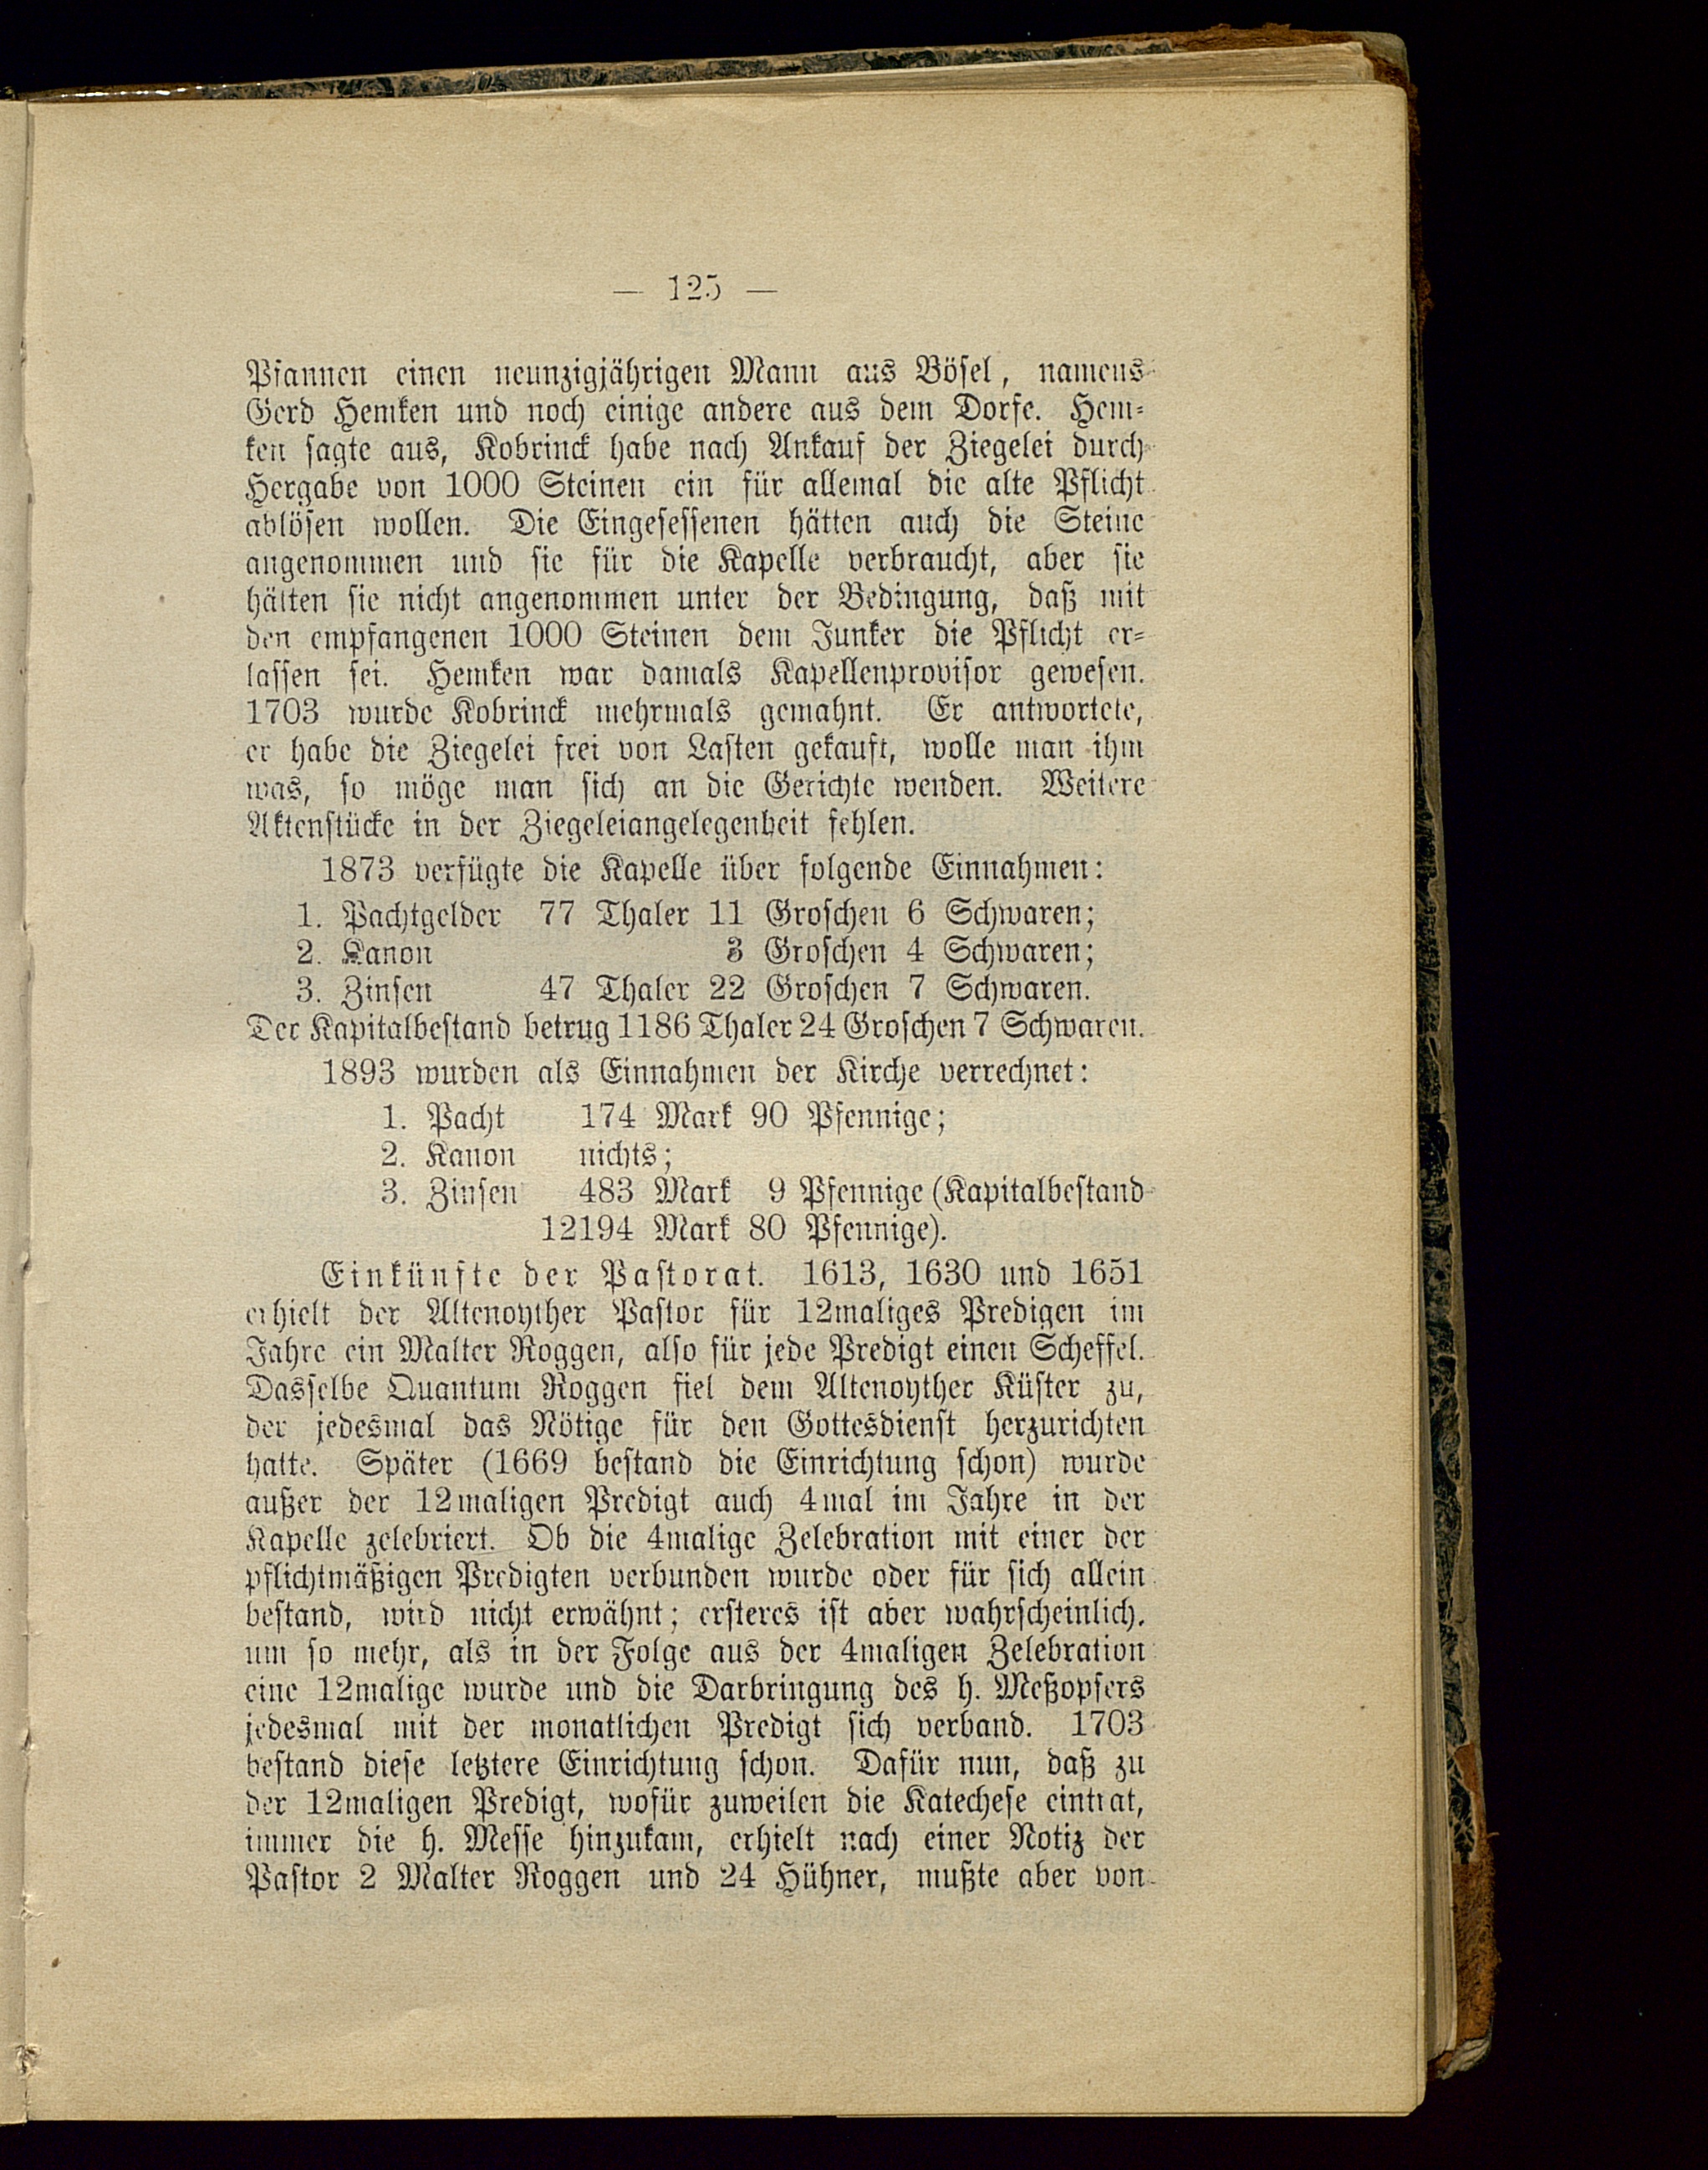 — 125 —
Pfannen einen neunzigjährigen Mann aus Bösel, namens
Gerd Hemken und noch einige andere aus dem Dorfe. Hem-
ken sagte aus, Kobrinck habe nach Ankauf der Ziegelei durch
Hergabe von 1000 Steinen ein für allemal die alte Pflicht
ablösen wollen. Die Eingesessenen hätten auch die Steine
angenommen und sie für die Kapelle verbraucht, aber sie
hätten sie nicht angenommen unter der Bedingung, daß mit
den empfangenen 1000 Steinen dem Junker die Pflicht er-
lassen sei. Hemken war damals Kapellenprovisor gewesen.
1703 wurde Kobrinck mehrmals gemahnt. Er antwortete,
er habe die Ziegelei frei von Lasten gekauft, wolle man ihm
was, so möge man sich an die Gerichte wenden. Weitere
Aktenstücke in der Ziegeleiangelegenheit fehlen.
1873 verfügte die Kapelle über folgende Einnahmen:
1. Pachtgelder 77 Thaler 11 Groschen 6 Schwaren;
2. Kanon 3 Groschen 4 Schwaren;
3. Zinsen 47 Thaler 22 Groschen 7 Schwaren.
Der Kapitalbestand betrug 1186 Thaler 24 Groschen 7 Schwaren.
1893 wurden als Einnahmen der Kirche verrechnet:
1. Pacht 174 Mark 90 Pfennige;
2. Kanon nichts;
3. Zinsen 483 Mark 9 Pfennige (Kapitalbestand
12194 Mark 80 Pfennige).
Einkünfte der Pastorat. 1613, 1630 und 1651
erhielt der Altenoyther Pastor für 12maliges Predigen im
Jahre ein Malter Roggen, also für jede Predigt einen Scheffel.
Dasselbe Quantum Roggen fiel dem Altenoyther Küster zu,
der jedesmal das Nötige für den Gottesdienst herzurichten
hatte. Später (1669 bestand die Einrichtung schon) wurde
außer der 12maligen Predigt auch 4mal im Jahre in der
Kapelle zelebriert. Ob die 4malige Zelebration mit einer der
pflichtmäßigen Predigten verbunden wurde oder für sich allein
bestand, wird nicht erwähnt; ersteres ist aber wahrscheinlich,
um so mehr, als in der Folge aus der 4maligen Zelebration
eine 12malige wurde und die Darbringung des h. Meßopfers
jedesmal mit der monatlichen Predigt sich verband. 1703
bestand diese letztere Einrichtung schon. Dafür nun, daß zu
der 12maligen Predigt, wofür zuweilen die Katechese eintrat,
immer die h. Messe hinzukam, erhielt nach einer Notiz der
Pastor 2 Malter Roggen und 24 Hühner, mußte aber von